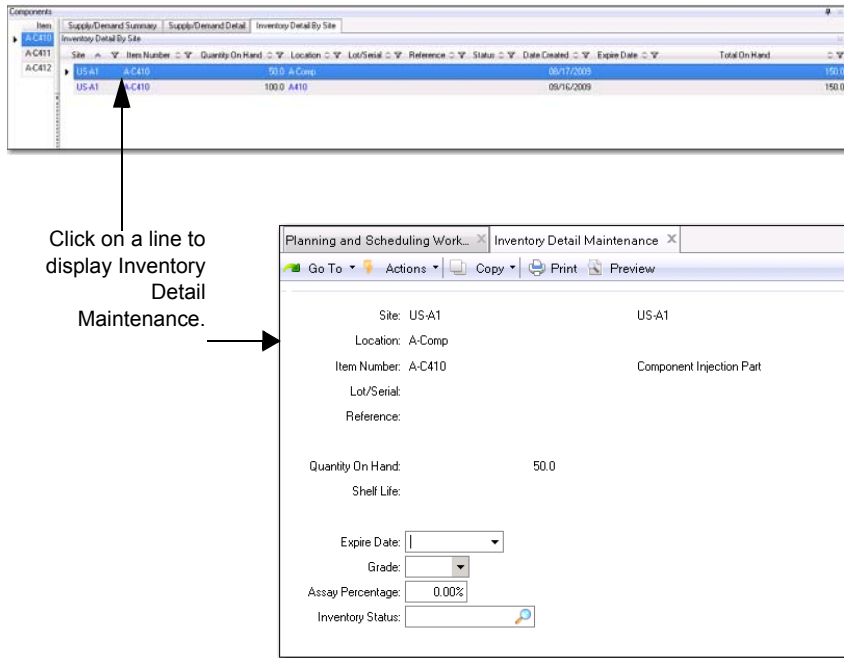 Components
Item
Supply/Demand Summary Supply/Demand Detail Inventory Detail By Site
A-C410
A-C411
A-C412
Inventory Detail By Site
Site Item Number Quantity On Hand Location Lot/Serial Reference Status Date Created Expire Date Total On Hand
US-A1 A-C410 50.0 A-Comp 08/17/2009 150.0
US-A1 A-C410 100.0 A410 09/16/2009 150.0
Click on a line to
display Inventory
Detail
Maintenance.
Planning and Scheduling Work... Inventory Detail Maintenance
Go To Actions Copy Print Preview
Site: US-A1 US-A1
Location: A-Comp
Item Number: A-C410 Component Injection Part
Lot/Serial:
Reference:
Quantity On Hand: 50.0
Shelf Life:
Expire Date:
Grade:
Assay Percentage: 0.00%
Inventory Status: